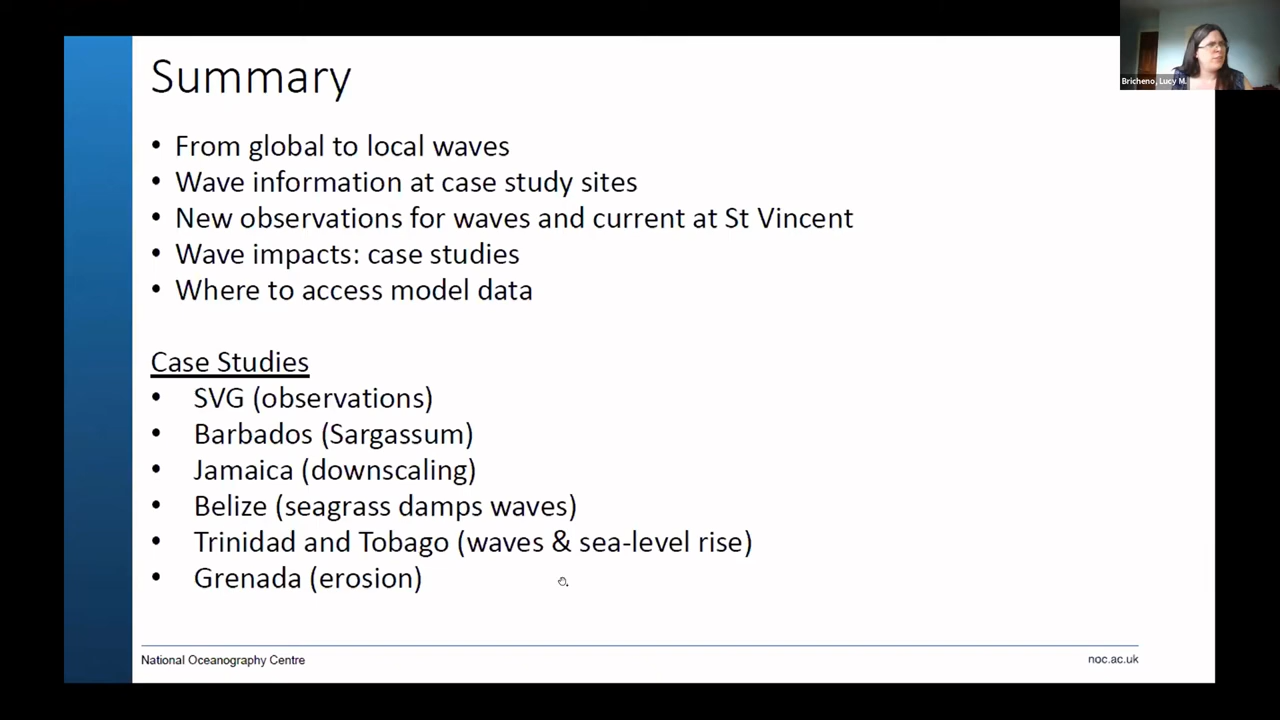 Summary
Bricheno, Lucy M.
• From global to local waves
• Wave information at case study sites
• New observations for waves and current at St Vincent
• Wave impacts: case studies
• Where to access model data
Case Studies
• SVG (observations)
• Barbados (Sargassum)
• Jamaica (downscaling)
• Belize (seagrass damps waves)
• Trinidad and Tobago (waves & sea-level rise)
• Grenada (erosion)
National Oceanography Centre
noc.ac.uk